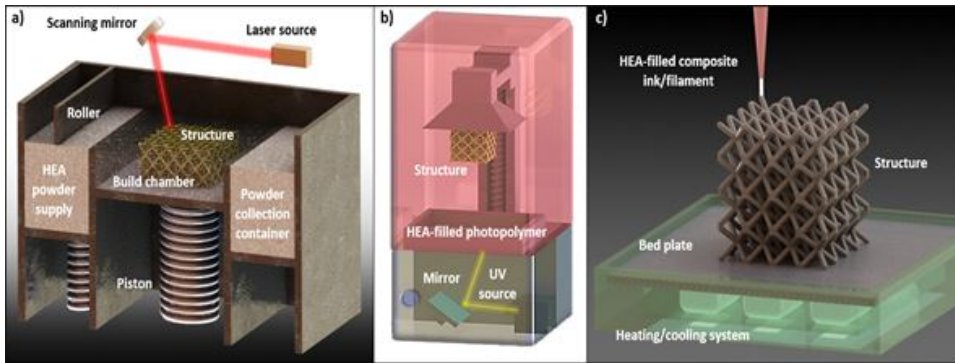 a)
Scanning mirror
Laser source
Roller
Structure
HEA
powder
supply
Build chamber
Powder
collection
container
Piston
b)
Structure
HEA-filled photopolymer
Mirror
UV
source
c)
HEA-filled composite
ink/filament
Structure
Bed plate
Heating/cooling system